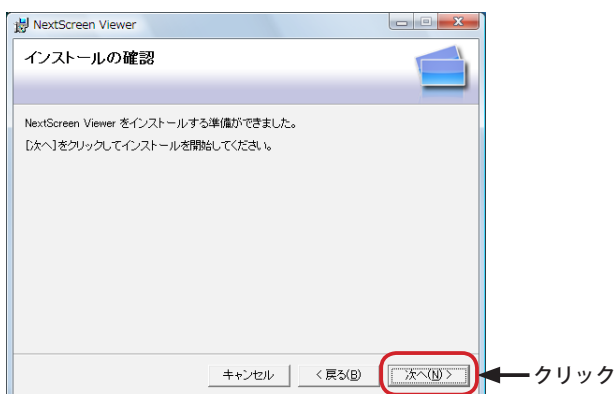 NextScreen Viewer
インストールの確認
NextScreen Viewer をインストールする準備ができました。
[次へ]をクリックしてインストールを開始してください。
キャンセル
< 戻る(B)
次へ(N) >
クリック